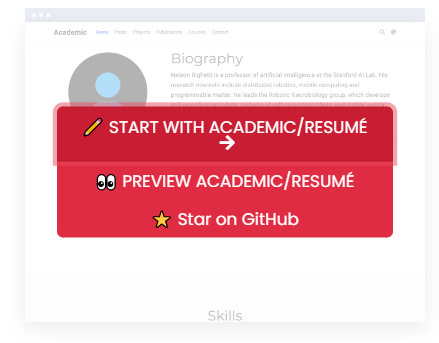 Academic Home Posts Projects Publications Courses Contact
Biography
Nelson Bighetti is a professor of artificial intelligence at the Stanford AI Lab. His
research interests include distributed robotics, mobile computing and
programmable matter. He leads the Robotic Neurobiology group, which develops
START WITH ACADEMIC/RESUMÉ
PREVIEW ACADEMIC/RESUMÉ
Star on GitHub
Skills